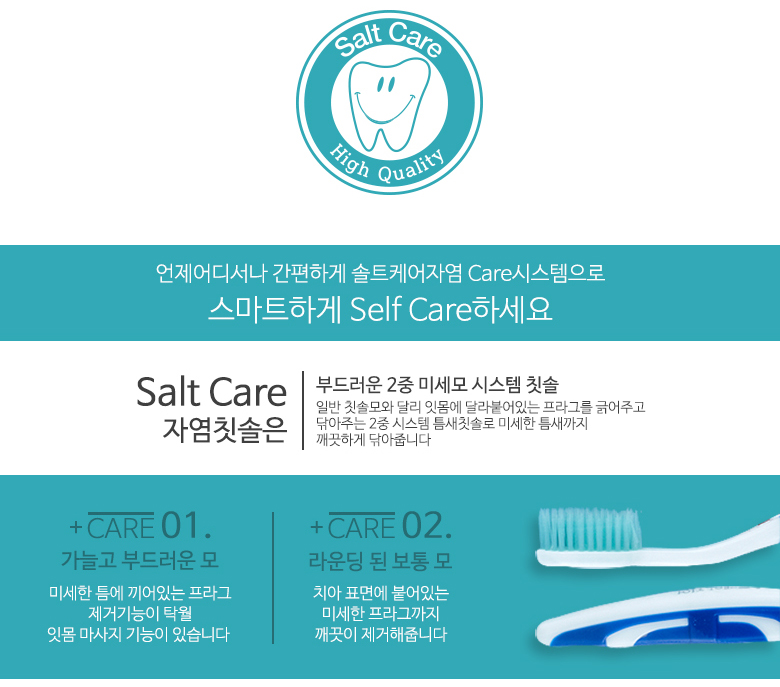 Salt Care
High Quality
언제어디서나 간편하게 솔트케어자염 Care시스템으로
스마트하게 Self Care하세요
Salt Care
자염칫솔은
부드러운 2중 미세모 시스템 칫솔
일반 칫솔모와 달리 잇몸에 달라붙어있는 프라그를 긁어주고
닦아주는 2중 시스템 틈새칫솔로 미세한 틈새까지
깨끗하게 닦아줍니다
+CARE 01.
가늘고 부드러운 모
미세한 틈에 끼어있는 프라그
제거기능이 탁월
잇몸 마사지 기능이 있습니다
+CARE 02.
라운딩 된 보통 모
치아 표면에 붙어있는
미세한 프라그까지
깨끗이 제거해줍니다